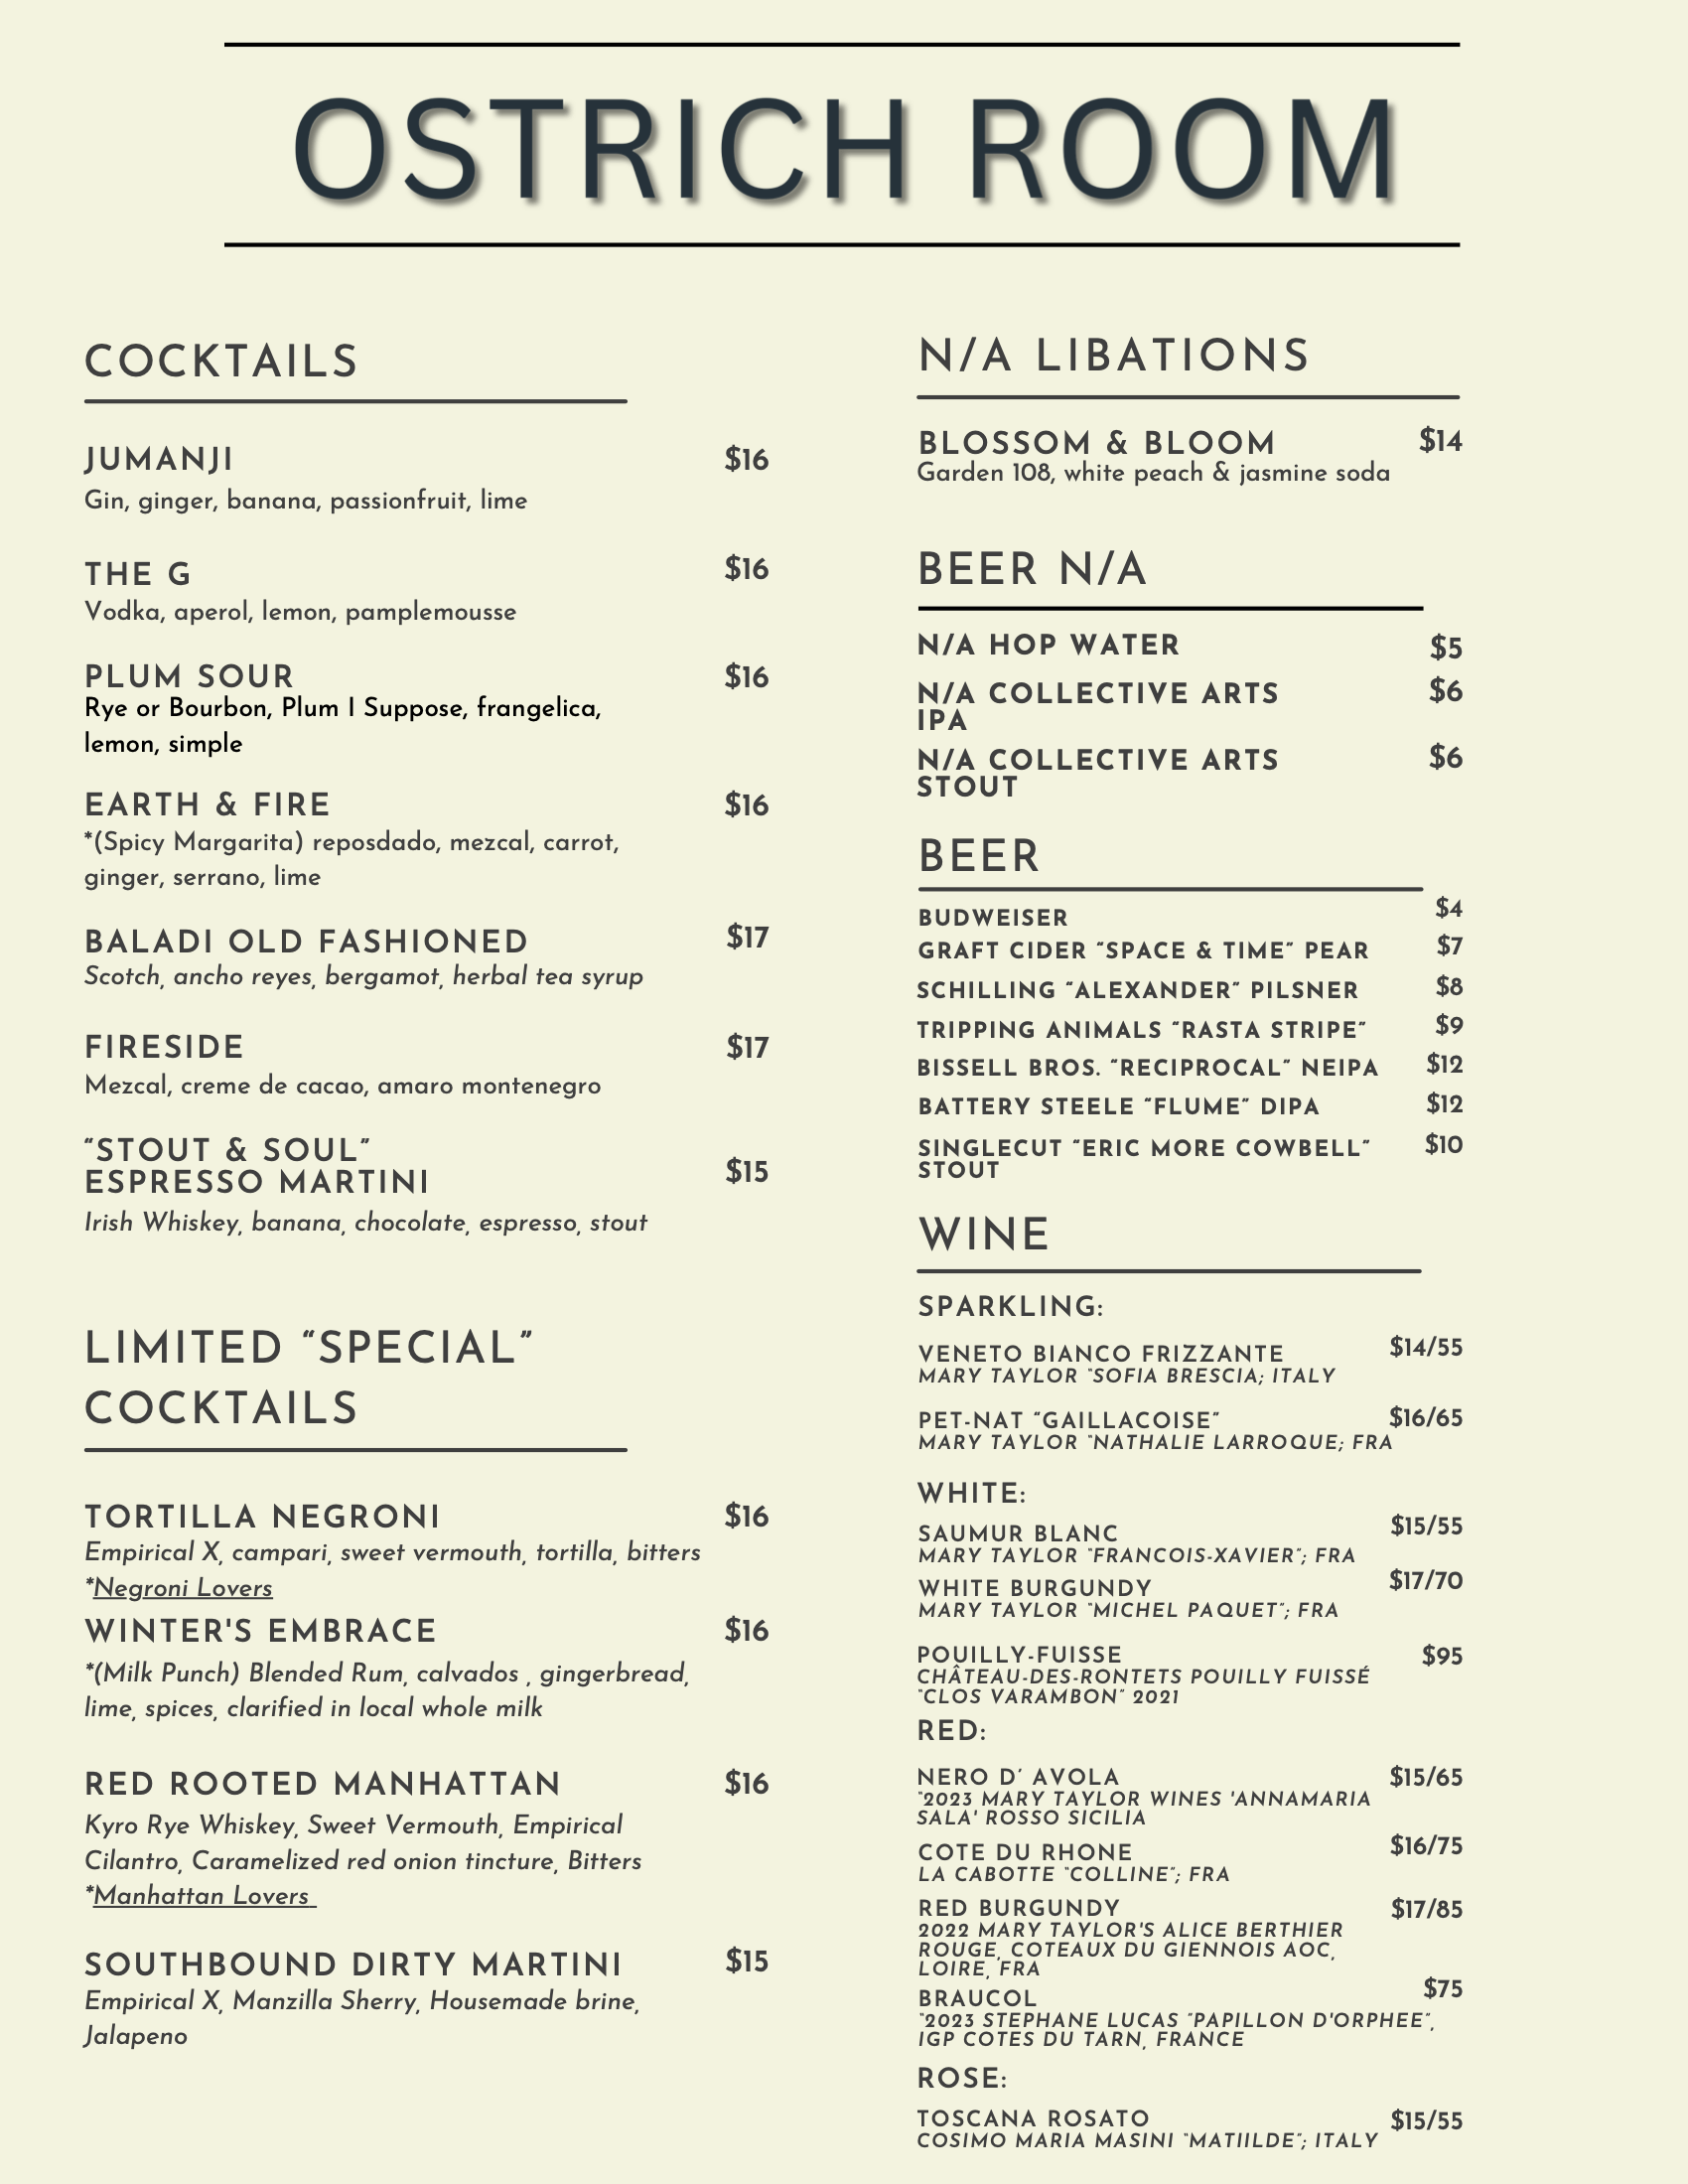 OSTRICH ROOM
COCKTAILS
JUMANJI $16
Gin, ginger, banana, passionfruit, lime
THE G $16
Vodka, aperol, lemon, pamplemousse
PLUM SOUR $16
Rye or Bourbon, Plum I Suppose, frangelica,
lemon, simple
EARTH & FIRE $16
*(Spicy Margarita) reposdado, mezcal, carrot,
ginger, serrano, lime
BALADI OLD FASHIONED $17
Scotch, ancho reyes, bergamot, herbal tea syrup
FIRESIDE $17
Mezcal, creme de cacao, amaro montenegro
“STOUT & SOUL”
ESPRESSO MARTINI $15
Irish Whiskey, banana, chocolate, espresso, stout
LIMITED “SPECIAL”
COCKTAILS
TORTILLA NEGRONI $16
Empirical X, campari, sweet vermouth, tortilla, bitters
*Negroni Lovers
WINTER'S EMBRACE $16
*(Milk Punch) Blended Rum, calvados , gingerbread,
lime, spices, clarified in local whole milk
RED ROOTED MANHATTAN $16
Kyro Rye Whiskey, Sweet Vermouth, Empirical
Cilantro, Caramelized red onion tincture, Bitters
*Manhattan Lovers
SOUTHBOUND DIRTY MARTINI $15
Empirical X, Manzilla Sherry, Housemade brine,
Jalapeno
N/A LIBATIONS
BLOSSOM & BLOOM $14
Garden 108, white peach & jasmine soda
BEER N/A
N/A HOP WATER $5
N/A COLLECTIVE ARTS $6
IPA
N/A COLLECTIVE ARTS $6
STOUT
BEER
BUDWEISER $4
GRAFT CIDER “SPACE & TIME” PEAR $7
SCHILLING “ALEXANDER” PILSNER $8
TRIPPING ANIMALS “RASTA STRIPE” $9
BISSELL BROS. “RECIPROCAL” NEIPA $12
BATTERY STEELE “FLUME” DIPA $12
SINGLECUT “ERIC MORE COWBELL” $10
STOUT
WINE
SPARKLING:
VENETO BIANCO FRIZZANTE $14/55
MARY TAYLOR “SOFIA BRESCIA; ITALY
PET-NAT “GAILLACOISE” $16/65
MARY TAYLOR “NATHALIE LARROQUE; FRA
WHITE:
SAUMUR BLANC $15/55
MARY TAYLOR “FRANCOIS-XAVIER”; FRA
WHITE BURGUNDY $17/70
MARY TAYLOR “MICHEL PAQUET”; FRA
POUILLY-FUISSE $95
CHÂTEAU-DES-RONTETS POUILLY FUISSÉ
“CLOS VARAMBON” 2021
RED:
NERO D’ AVOLA $15/65
“2023 MARY TAYLOR WINES 'ANNAMARIA
SALA' ROSSO SICILIA
COTE DU RHONE $16/75
LA CABOTTE “COLLINE”; FRA
RED BURGUNDY $17/85
2022 MARY TAYLOR'S ALICE BERTHIER
ROUGE, COTEAUX DU GIENNOIS AOC,
LOIRE, FRA
BRAUCOL $75
“2023 STEPHANE LUCAS “PAPILLON D'ORPHEE”,
IGP COTES DU TARN, FRANCE
ROSE:
TOSCANA ROSATO $15/55
COSIMO MARIA MASINI “MATIILDE”; ITALY